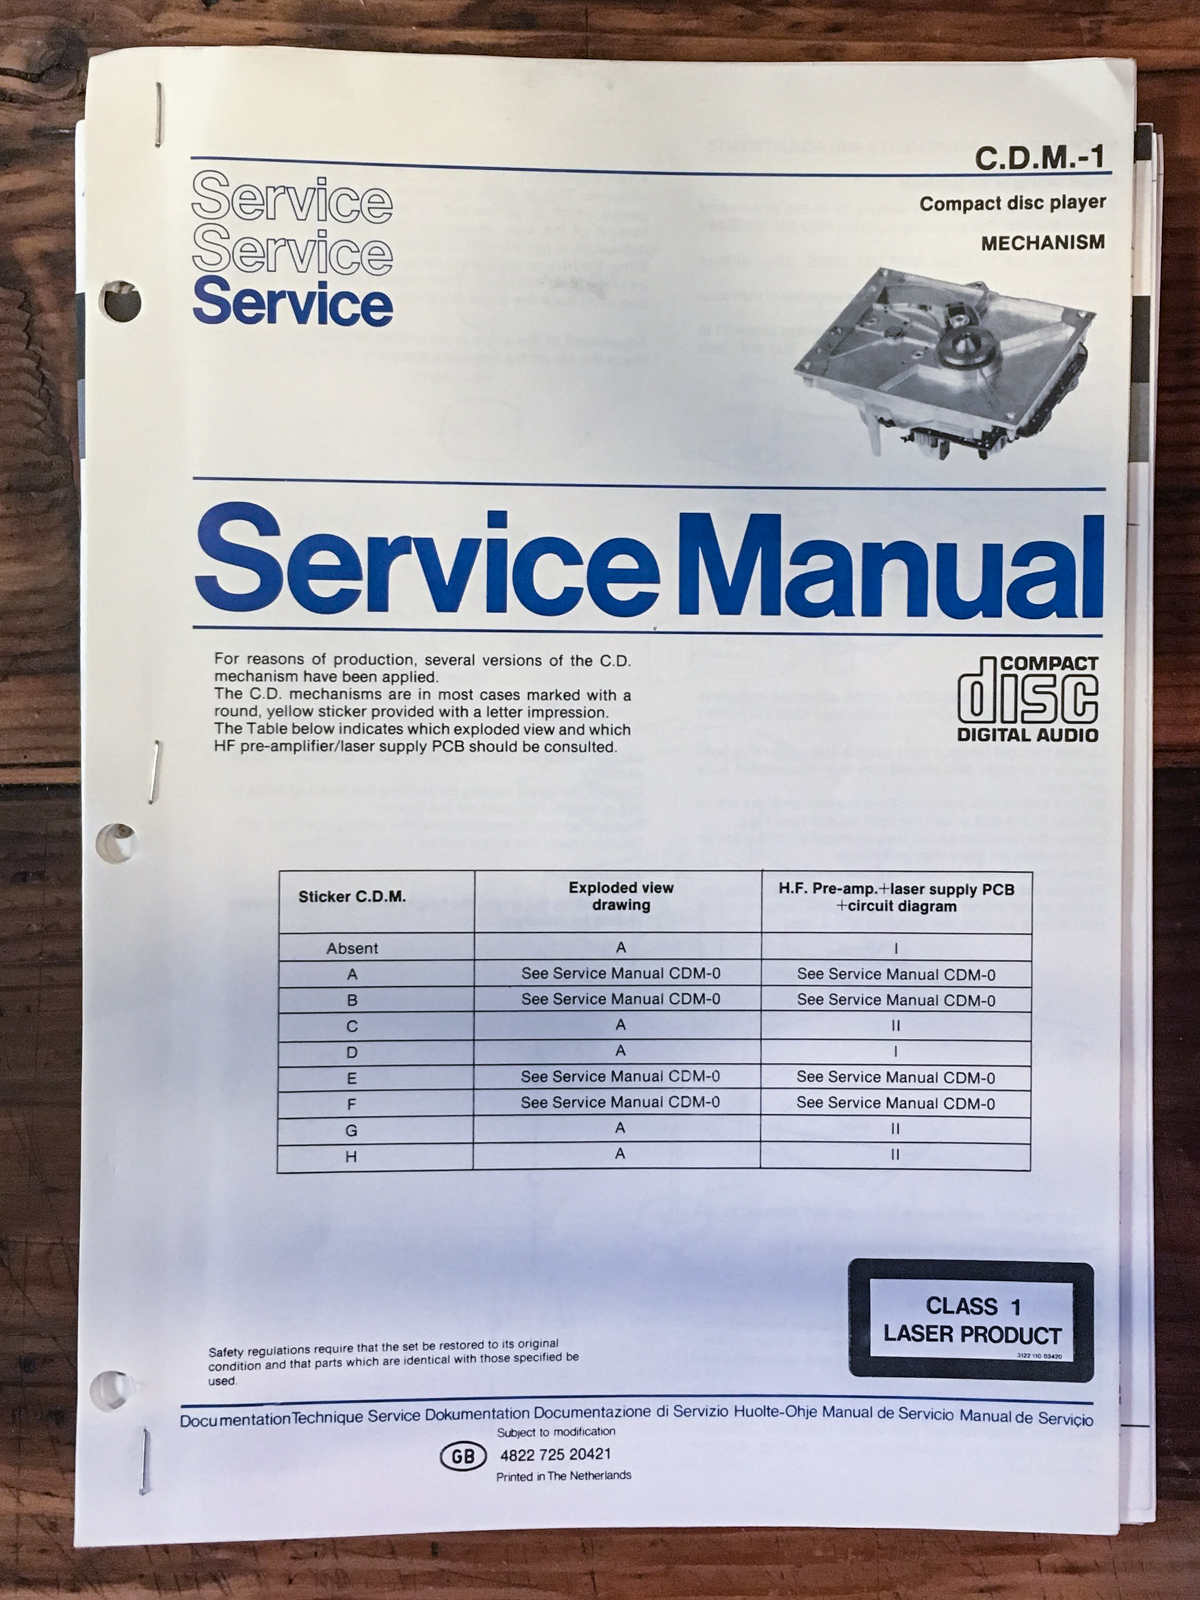 C.D.M.-1
Service
Service
Service
Compact disc player
MECHANISM
Service Manual
For reasons of production, several versions of the C.D.
mechanism have been applied.
The C.D. mechanisms are in most cases marked with a
round, yellow sticker provided with a letter impression.
The Table below indicates which exploded view and which
HF pre-amplifier/laser supply PCB should be consulted.
COMPACT
disc
DIGITAL AUDIO
Sticker C.D.M. Exploded view drawing H.F. Pre-amp.+laser supply PCB +circuit diagram
Absent A I
A See Service Manual CDM-0 See Service Manual CDM-0
B See Service Manual CDM-0 See Service Manual CDM-0
C A II
D A I
E See Service Manual CDM-0 See Service Manual CDM-0
F See Service Manual CDM-0 See Service Manual CDM-0
G A II
H A II
CLASS 1
LASER PRODUCT
3122 110 03420
Safety regulations require that the set be restored to its original
condition and that parts which are identical with those specified be
used.
Documentation Technique Service Dokumentation Documentazione di Servizio Huolte-Ohje Manual de Servicio Manual de Serviçio
Subject to modification
GB 4822 725 20421
Printed in The Netherlands